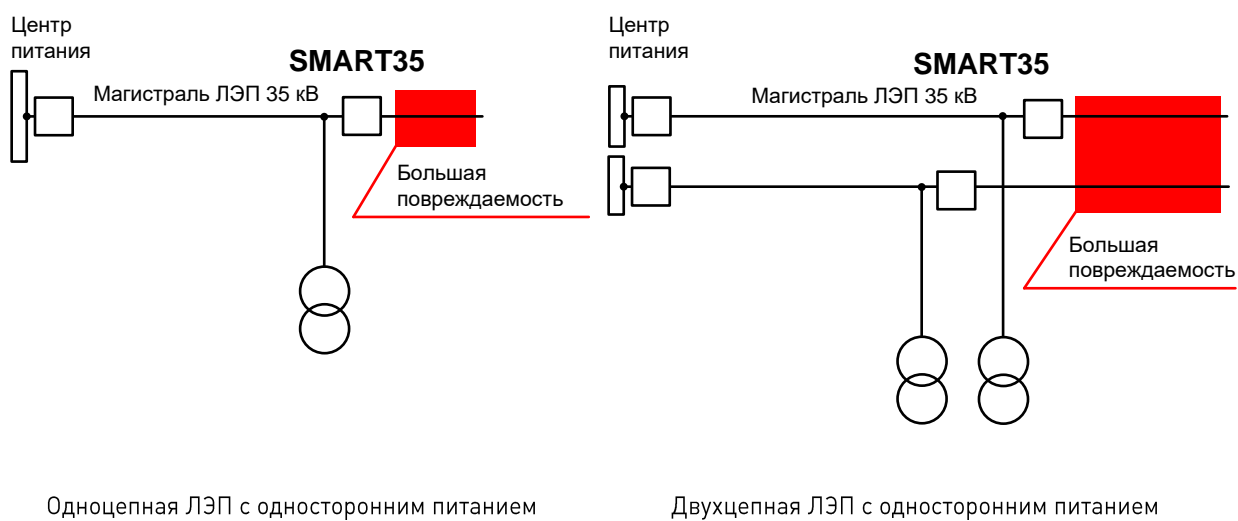 Центр
питания
SMART35
Магистраль ЛЭП 35 кВ
Большая
повреждаемость
Одноцепная ЛЭП с односторонним питанием
Центр
питания
SMART35
Магистраль ЛЭП 35 кВ
Большая
повреждаемость
Двухцепная ЛЭП с односторонним питанием